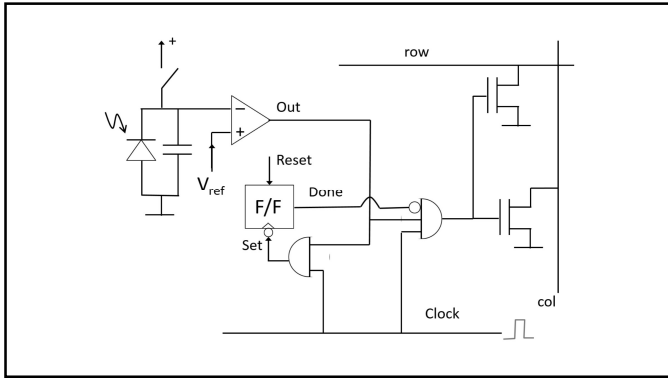 +
row
Out
−
+
Reset
V_ref
Done
F/F
Set
col
Clock